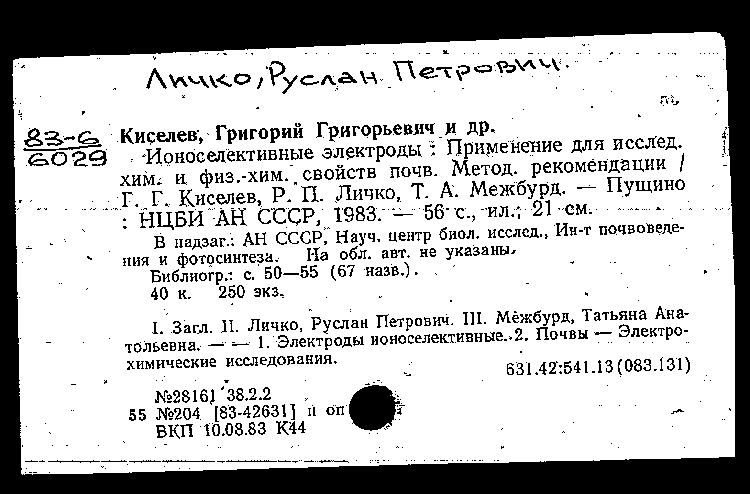 Личко, Руслан Петрович.
83-6
6029
Киселев, Григорий Григорьевич и др.
Ионоселективные электроды : Применение для исслед.
хим. и физ.-хим. свойств почв. Метод. рекомендации /
Г. Г. Киселев, Р. П. Личко, Т. А. Межбурд. — Пущино
: НЦБИ АН СССР, 1983. — 56 с., ил.; 21 см.
В надзаг.: АН СССР, Науч. центр биол. исслед., Ин-т почвоведе-
ния и фотосинтеза. На обл. авт. не указаны.
Библиогр.: с. 50—55 (67 назв.).
40 к. 250 экз.
I. Загл. II. Личко, Руслан Петрович. III. Межбурд, Татьяна Ана-
тольевна. — — 1. Электроды ионоселективные. 2. Почвы — Электро-
химические исследования.
631.42:541.13(083.131)
№28161 38.2.2
55 №204 [83-42631] п оп
ВКП 10.08.83 К44